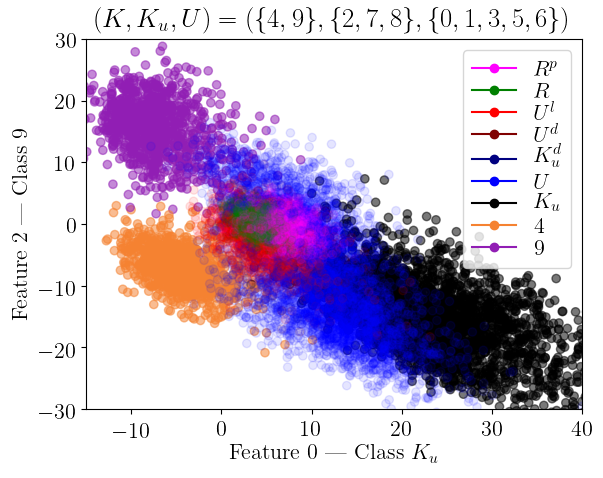 (K, K_u, U) = ({4, 9}, {2, 7, 8}, {0, 1, 3, 5, 6})
30
20
10
0
−10
−20
−30
Feature 2 — Class 9
R^p
R
U^l
U^d
K_u^d
U
K_u
4
9
−10
0
10
20
30
40
Feature 0 — Class K_u